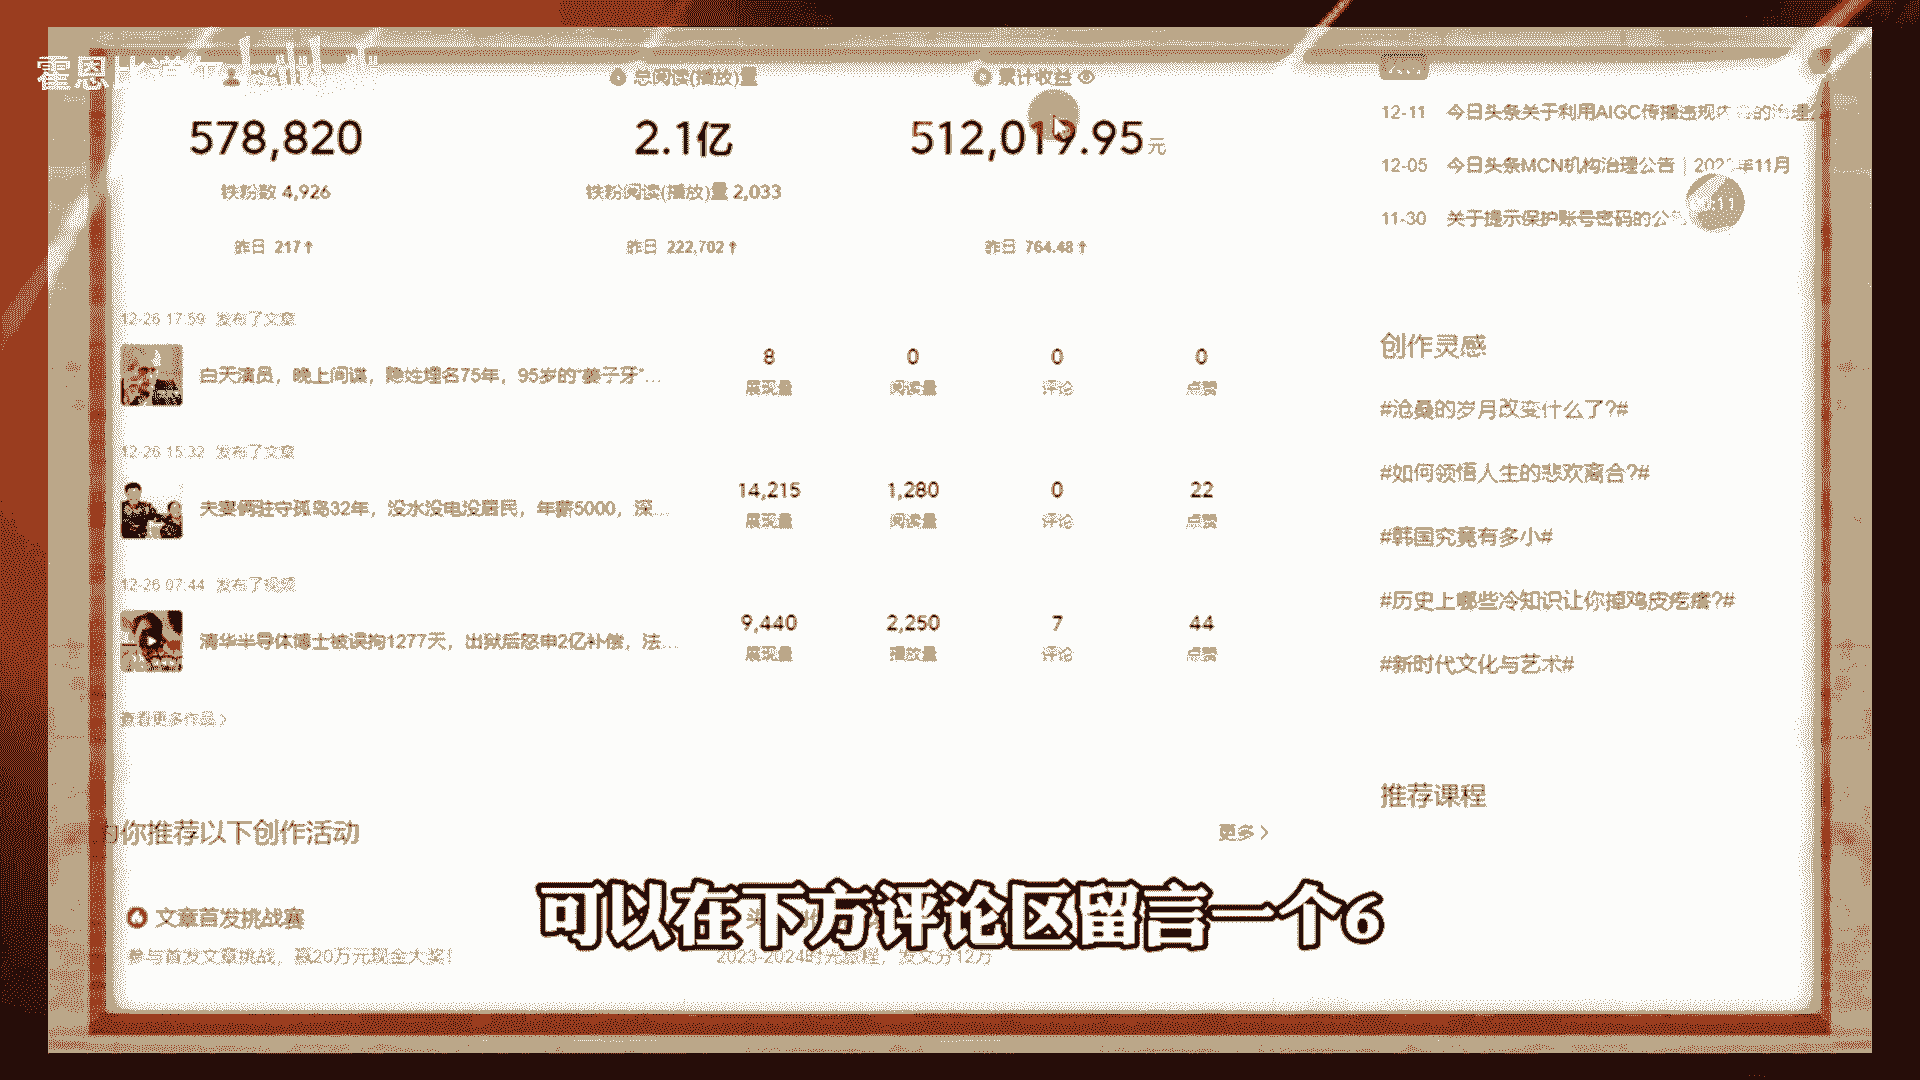 霍恩比道尔
总阅读(播放)量
累计收益
578,820
2.1亿
512,019.95元
铁粉数 4,926
铁粉阅读(播放)量 2,033
昨日 217↑
昨日 222,702↑
昨日 764.48↑
12-11 今日头条关于利用AIGC传播违规内容的治理公
12-05 今日头条MCN机构治理公告｜2023年11月
11-30 关于提示保护账号密码的公告
12-26 17:59 发布了文章
白天演员，晚上间谍，隐姓埋名75年，95岁的“姜子牙”...
8
0
0
0
展现量
阅读量
评论
点赞
12-26 15:32 发布了文章
夫妻俩驻守孤岛32年，没水没电没居民，年薪5000，深...
14,215
1,280
0
22
展现量
阅读量
评论
点赞
12-26 07:44 发布了视频
清华半导体博士被误拘1277天，出狱后怒申2亿补偿，法...
9,440
2,250
7
44
展现量
播放量
评论
点赞
查看更多作品 >
创作灵感
#沧桑的岁月改变什么了?#
#如何领悟人生的悲欢离合?#
#韩国究竟有多小#
#历史上哪些冷知识让你掉鸡皮疙瘩?#
#新时代文化与艺术#
推荐课程
为你推荐以下创作活动
更多 >
文章首发挑战赛
参与首发文章挑战，赢20万元现金大奖！
2023-2024时光旅程，发文分12万
可以在下方评论区留言一个6